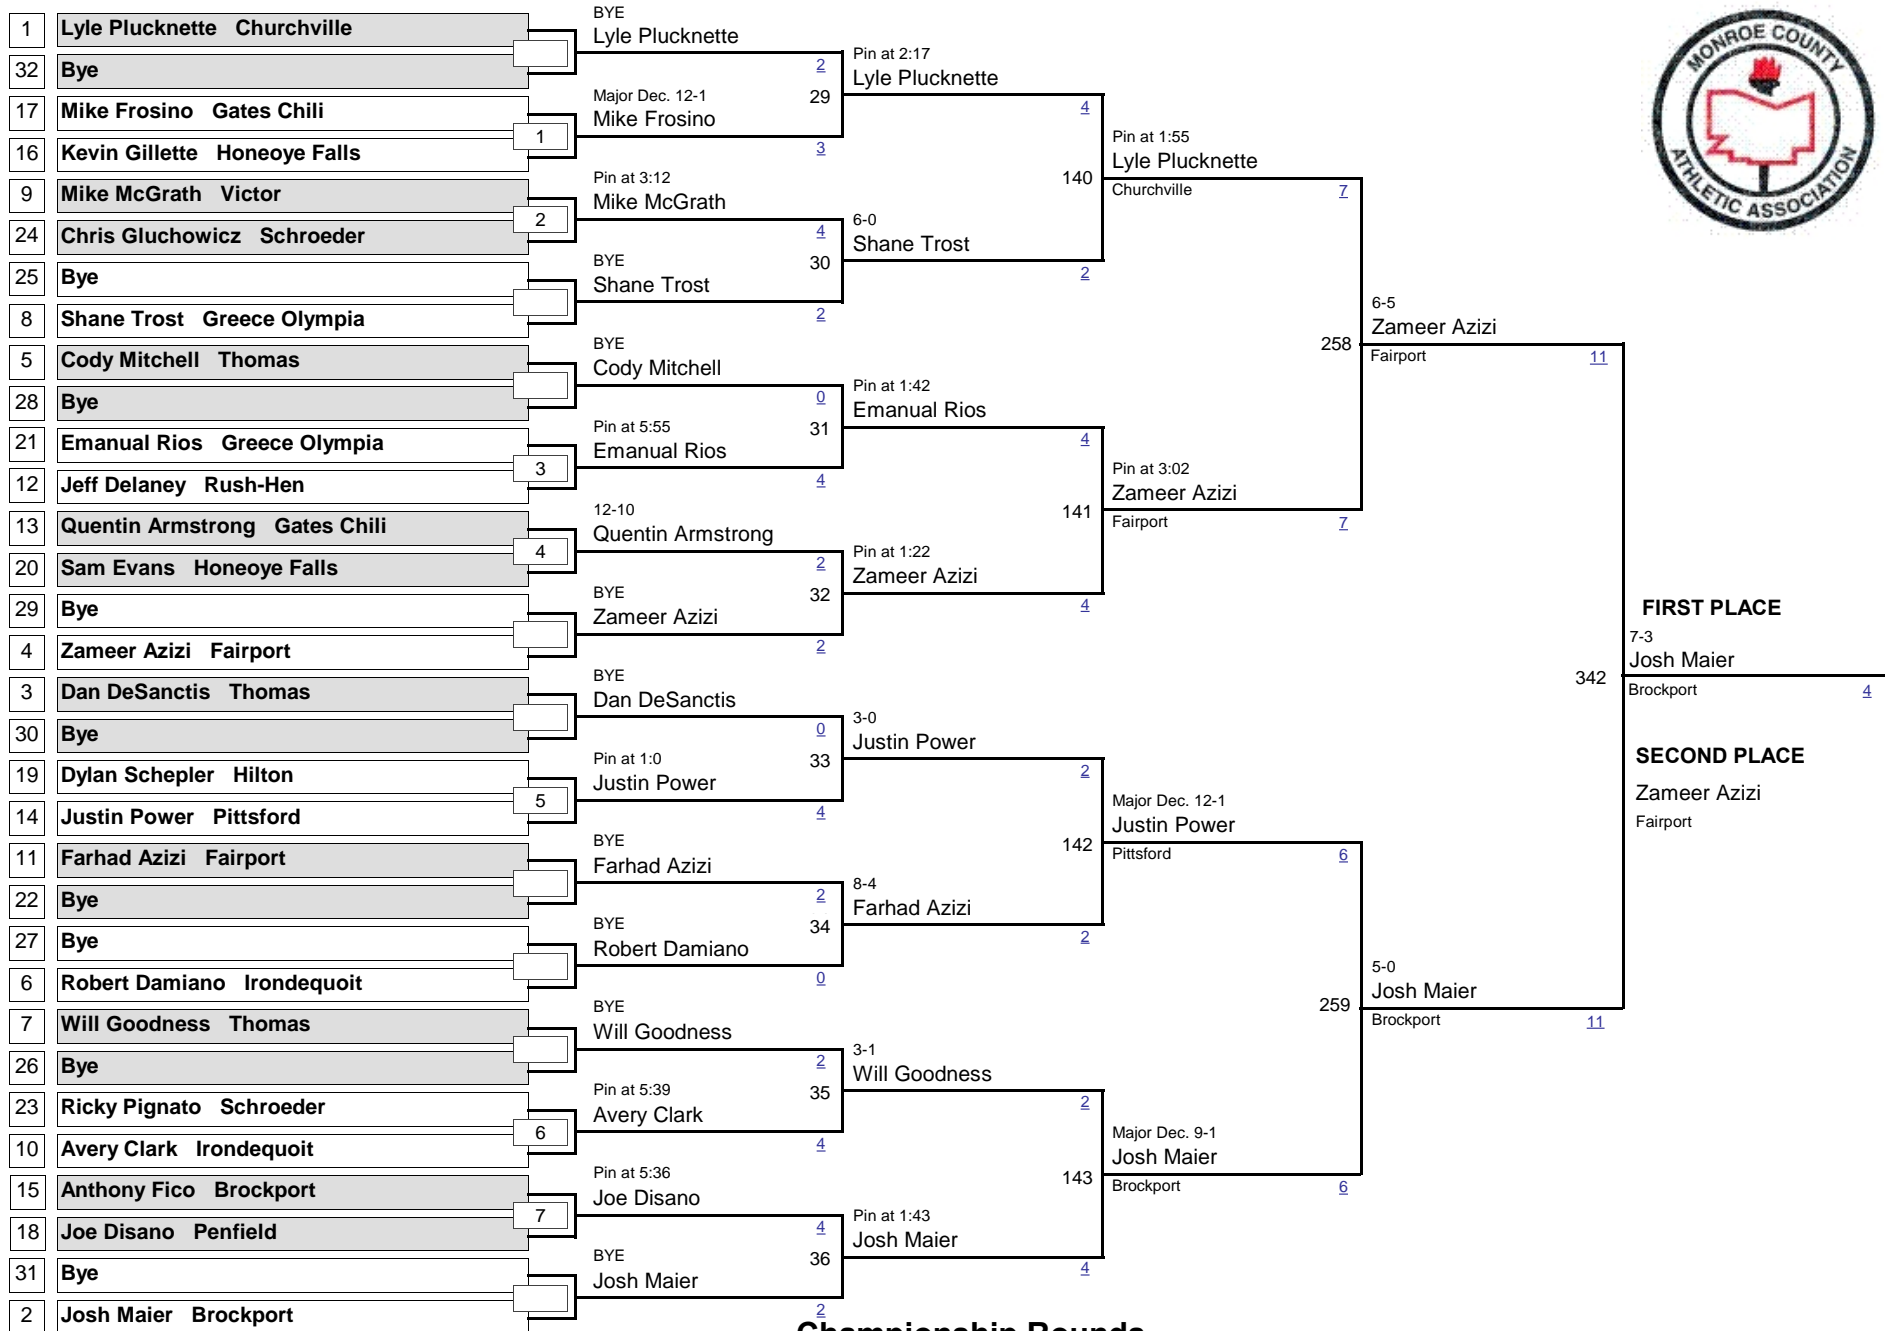 1 Lyle Plucknette Churchville
32 Bye
17 Mike Frosino Gates Chili
16 Kevin Gillette Honeoye Falls
9 Mike McGrath Victor
24 Chris Gluchowicz Schroeder
25 Bye
8 Shane Trost Greece Olympia
5 Cody Mitchell Thomas
28 Bye
21 Emanual Rios Greece Olympia
12 Jeff Delaney Rush-Hen
13 Quentin Armstrong Gates Chili
20 Sam Evans Honeoye Falls
29 Bye
4 Zameer Azizi Fairport
3 Dan DeSanctis Thomas
30 Bye
19 Dylan Schepler Hilton
14 Justin Power Pittsford
11 Farhad Azizi Fairport
22 Bye
27 Bye
6 Robert Damiano Irondequoit
7 Will Goodness Thomas
26 Bye
23 Ricky Pignato Schroeder
10 Avery Clark Irondequoit
15 Anthony Fico Brockport
18 Joe Disano Penfield
31 Bye
2 Josh Maier Brockport
1
2
3
4
5
6
7
BYE
Lyle Plucknette
2
29
Major Dec. 12-1
Mike Frosino
3
Pin at 3:12
Mike McGrath
4
30
BYE
Shane Trost
2
BYE
Cody Mitchell
0
31
Pin at 5:55
Emanual Rios
4
12-10
Quentin Armstrong
2
32
BYE
Zameer Azizi
2
BYE
Dan DeSanctis
0
33
Pin at 1:0
Justin Power
4
BYE
Farhad Azizi
2
34
BYE
Robert Damiano
0
BYE
Will Goodness
2
35
Pin at 5:39
Avery Clark
4
Pin at 5:36
Joe Disano
4
36
BYE
Josh Maier
2
Pin at 2:17
Lyle Plucknette
4
140
6-0
Shane Trost
2
Pin at 1:42
Emanual Rios
4
141
Pin at 1:22
Zameer Azizi
4
3-0
Justin Power
2
142
8-4
Farhad Azizi
2
3-1
Will Goodness
2
143
Pin at 1:43
Josh Maier
4
Pin at 1:55
Lyle Plucknette
Churchville
7
258
Pin at 3:02
Zameer Azizi
Fairport
7
Major Dec. 12-1
Justin Power
Pittsford
6
259
Major Dec. 9-1
Josh Maier
Brockport
6
6-5
Zameer Azizi
Fairport
11
342
5-0
Josh Maier
Brockport
11
FIRST PLACE
7-3
Josh Maier
Brockport
4
SECOND PLACE
Zameer Azizi
Fairport
MONROE COUNTY
ATHLETIC ASSOCIATION
Championship Rounds